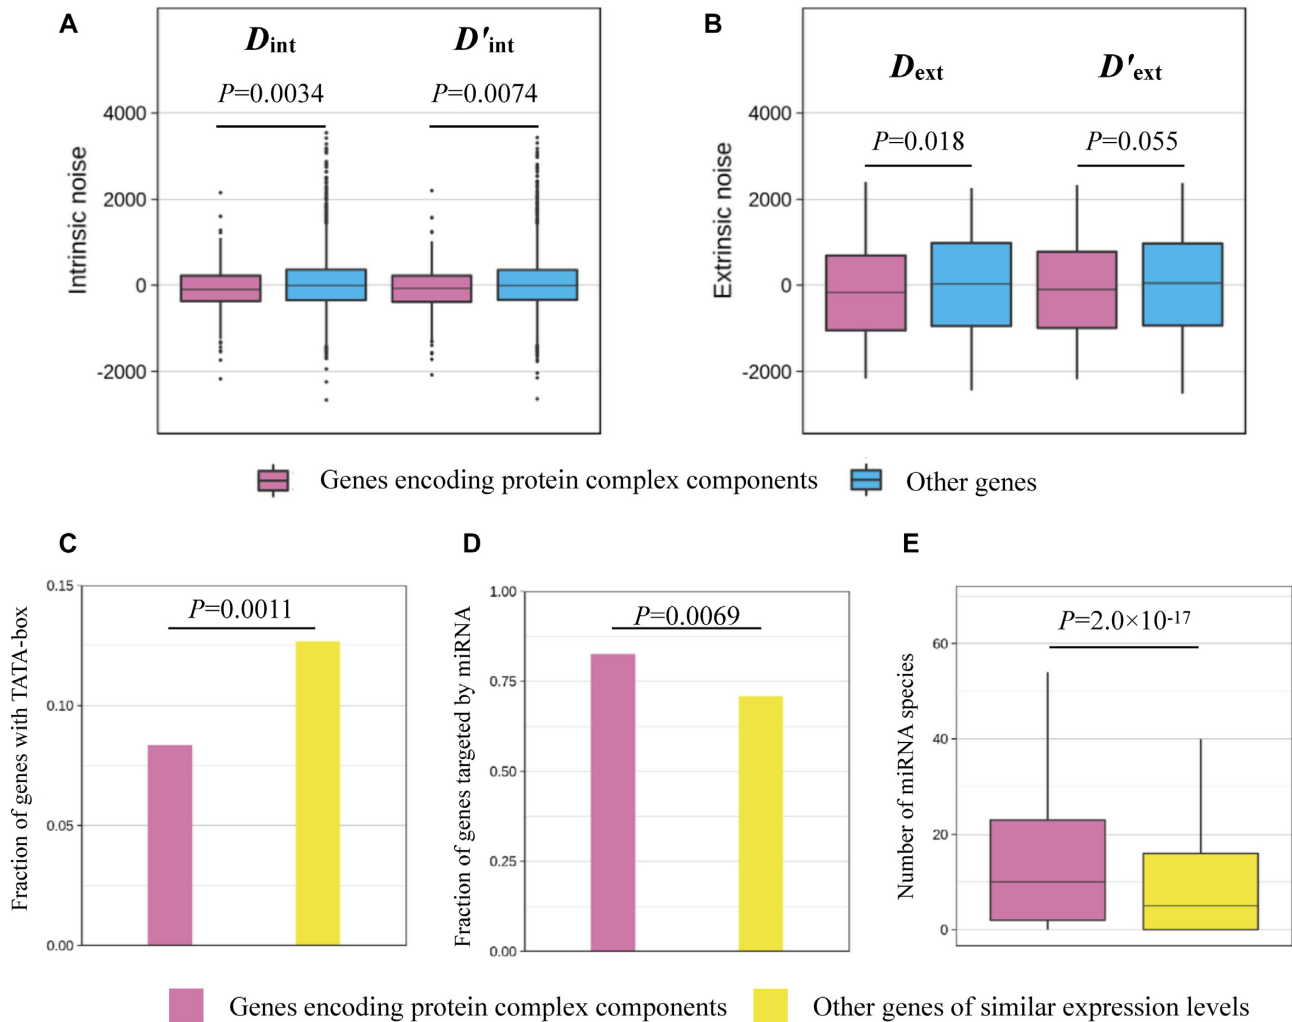 A
D int
D′ int
P=0.0034
P=0.0074
Intrinsic noise
4000
2000
0
-2000
B
D ext
D′ ext
P=0.018
P=0.055
Extrinsic noise
4000
2000
0
-2000
Genes encoding protein complex components
Other genes
C
P=0.0011
Fraction of genes with TATA-box
0.15
0.10
0.05
0.00
D
P=0.0069
Fraction of genes targeted by miRNA
1.00
0.75
0.50
0.25
0.00
E
P=2.0×10⁻¹⁷
Number of miRNA species
60
40
20
0
Genes encoding protein complex components
Other genes of similar expression levels